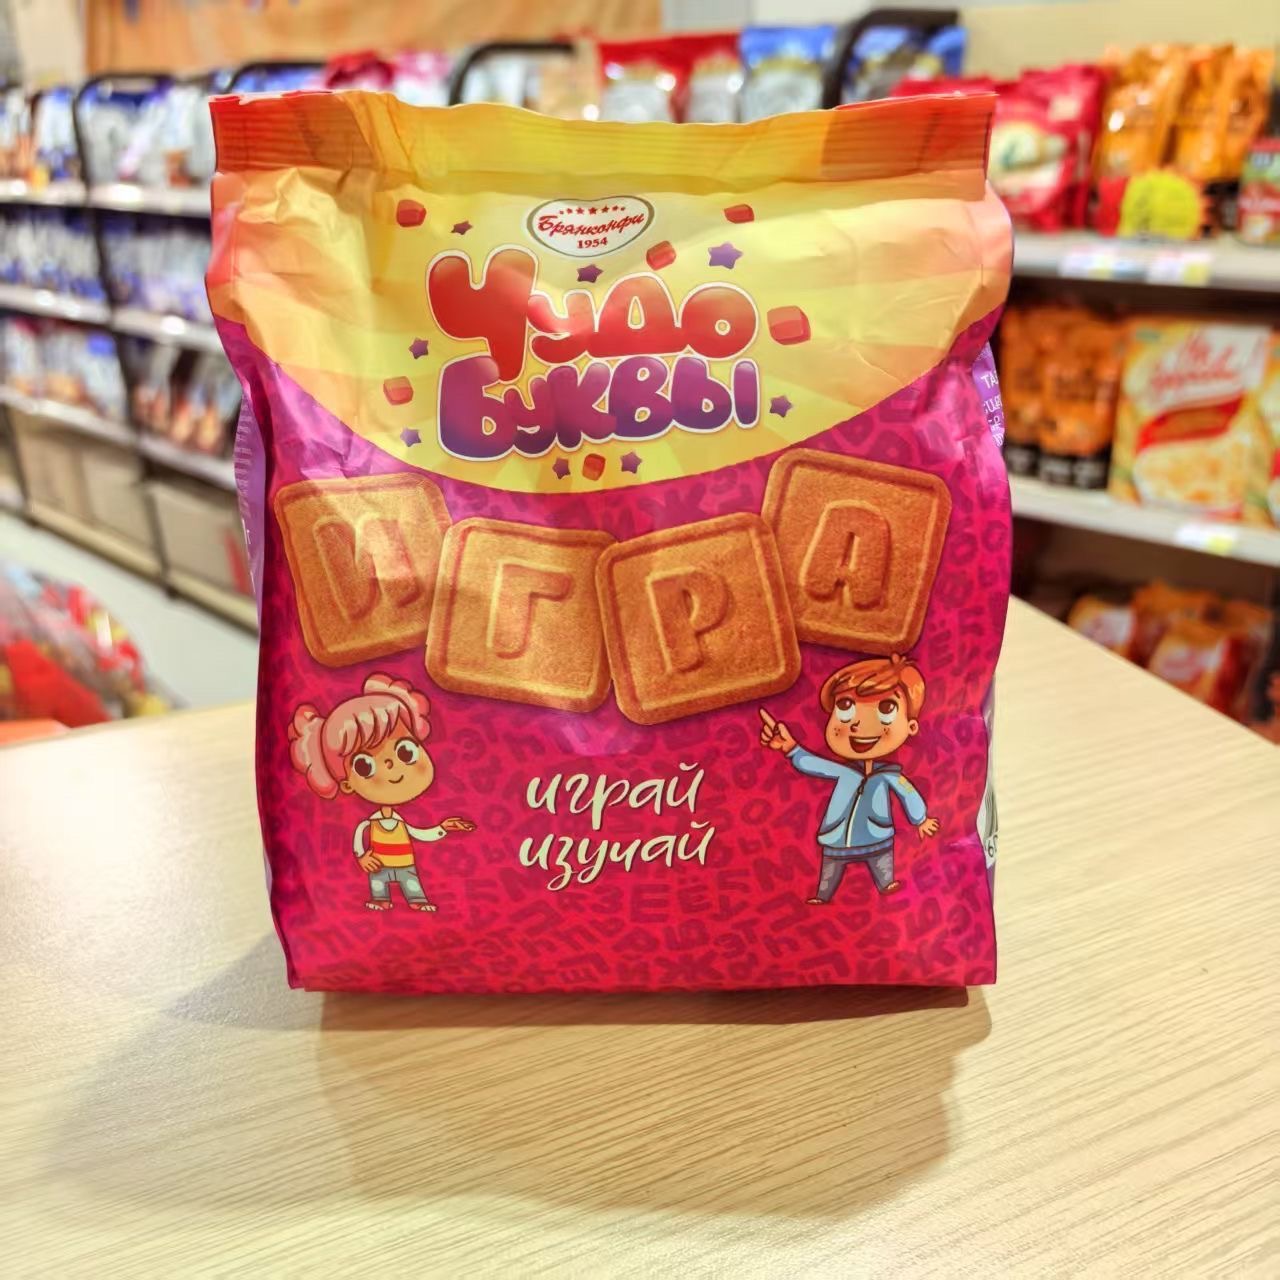 Брянконфи
1954
ЧУДО
БУКВЫ
И Г Р А
играй
изучай